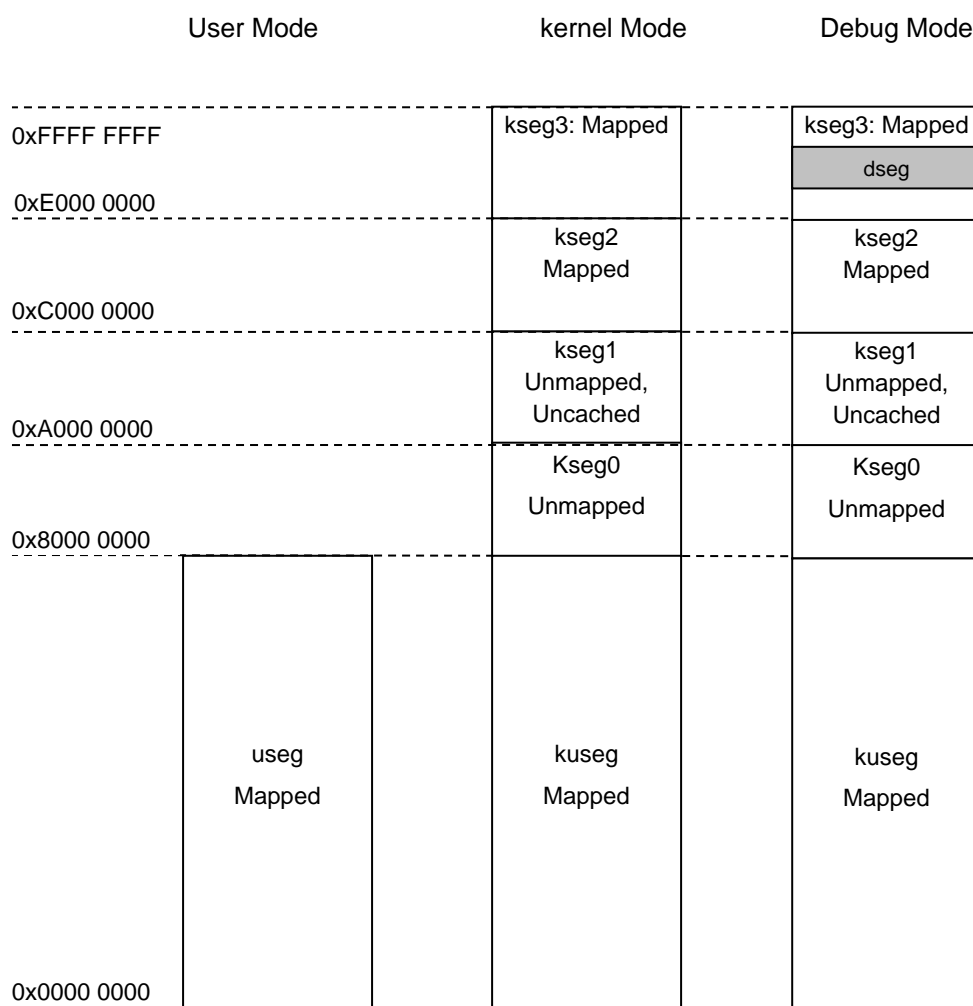 User Mode kernel Mode Debug Mode
0xFFFF FFFF kseg3: Mapped kseg3: Mapped
dseg
0xE000 0000
kseg2 kseg2
Mapped Mapped
0xC000 0000
kseg1 kseg1
Unmapped, Unmapped,
Uncached Uncached
0xA000 0000
Kseg0 Kseg0
Unmapped Unmapped
0x8000 0000
useg kuseg kuseg
Mapped Mapped Mapped
0x0000 0000